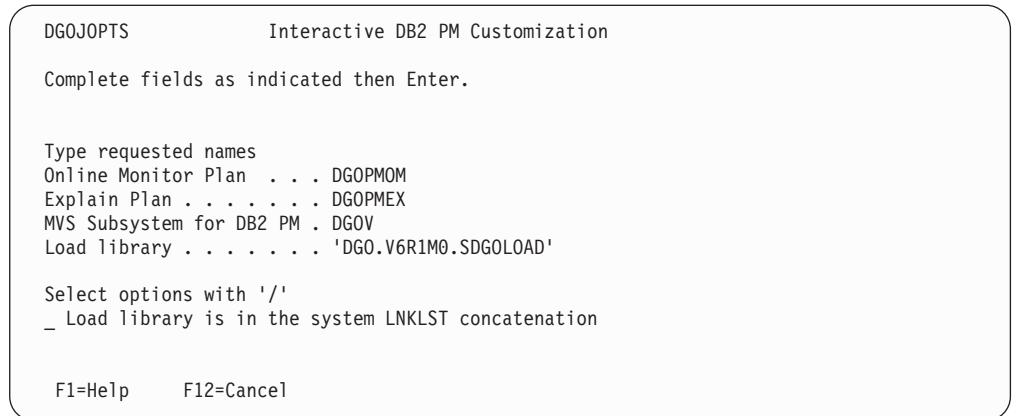 DGOJOPTS Interactive DB2 PM Customization
Complete fields as indicated then Enter.
Type requested names
Online Monitor Plan . . . DGOPMOM
Explain Plan . . . . . . . DGOPMEX
MVS Subsystem for DB2 PM . DGOV
Load library . . . . . . . 'DGO.V6R1M0.SDGOLOAD'
Select options with '/'
_ Load library is in the system LNKLST concatenation
F1=Help F12=Cancel